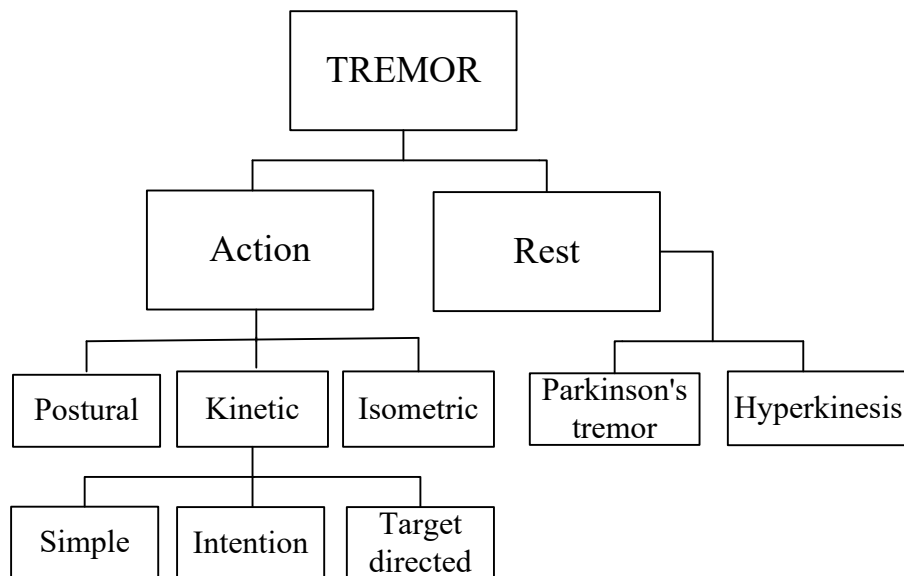 TREMOR
Action
Rest
Postural
Kinetic
Isometric
Parkinson's
tremor
Hyperkinesis
Simple
Intention
Target
directed